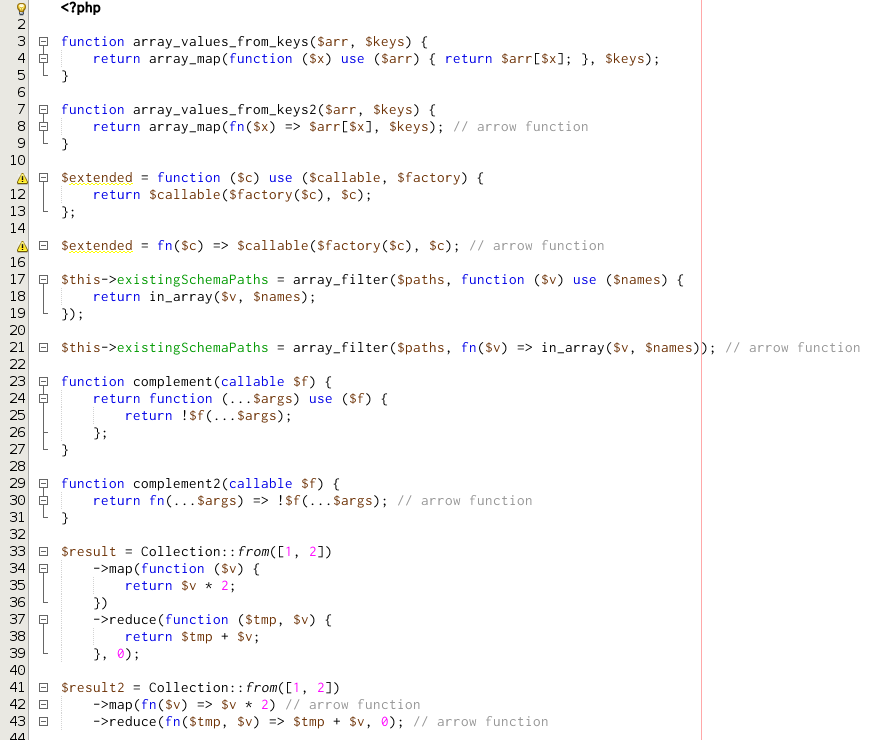 <?php
2
3 function array_values_from_keys($arr, $keys) {
4     return array_map(function ($x) use ($arr) { return $arr[$x]; }, $keys);
5 }
6
7 function array_values_from_keys2($arr, $keys) {
8     return array_map(fn($x) => $arr[$x], $keys); // arrow function
9 }
10
$extended = function ($c) use ($callable, $factory) {
12     return $callable($factory($c), $c);
13 };
14
$extended = fn($c) => $callable($factory($c), $c); // arrow function
16
17 $this->existingSchemaPaths = array_filter($paths, function ($v) use ($names) {
18     return in_array($v, $names);
19 });
20
21 $this->existingSchemaPaths = array_filter($paths, fn($v) => in_array($v, $names)); // arrow function
22
23 function complement(callable $f) {
24     return function (...$args) use ($f) {
25         return !$f(...$args);
26     };
27 }
28
29 function complement2(callable $f) {
30     return fn(...$args) => !$f(...$args); // arrow function
31 }
32
33 $result = Collection::from([1, 2])
34     ->map(function ($v) {
35         return $v * 2;
36     })
37     ->reduce(function ($tmp, $v) {
38         return $tmp + $v;
39     }, 0);
40
41 $result2 = Collection::from([1, 2])
42     ->map(fn($v) => $v * 2) // arrow function
43     ->reduce(fn($tmp, $v) => $tmp + $v, 0); // arrow function
44